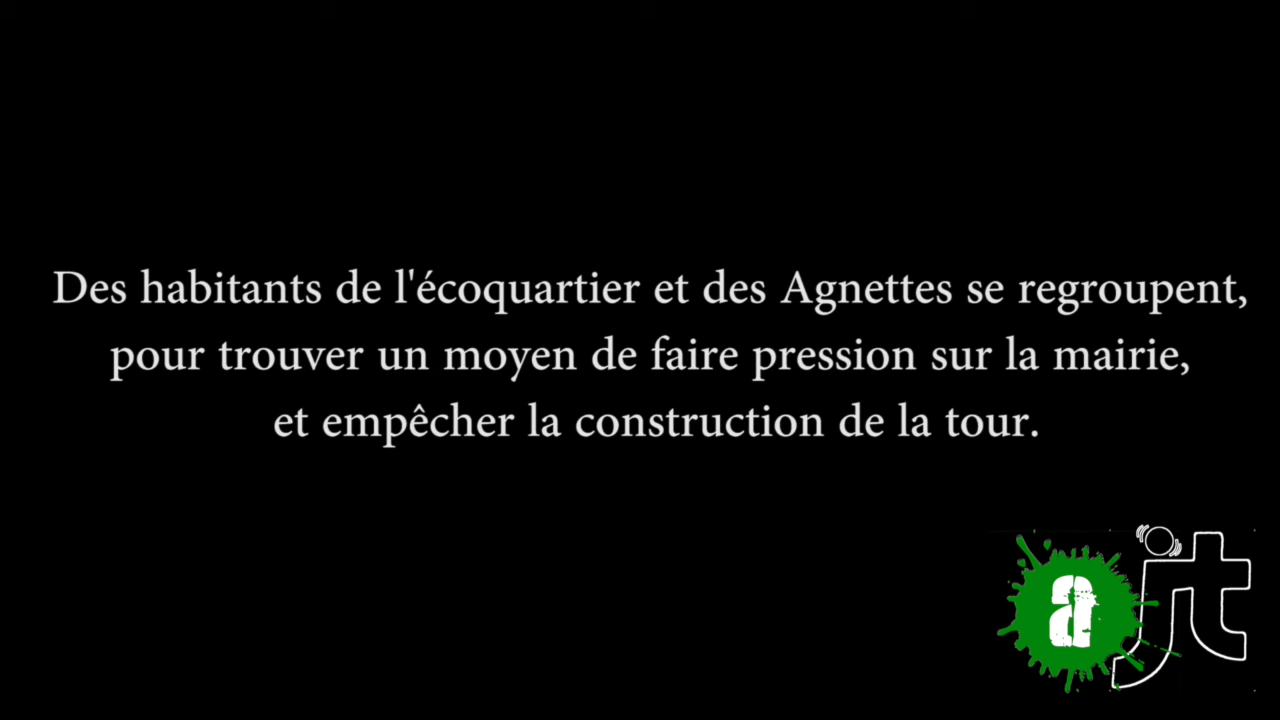 Des habitants de l'écoquartier et des Agnettes se regroupent,
pour trouver un moyen de faire pression sur la mairie,
et empêcher la construction de la tour.
a jt